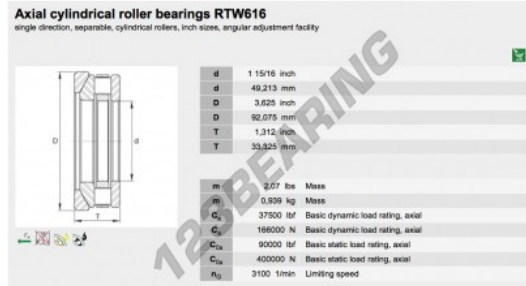 Axial cylindrical roller bearings RTW616
single direction, separable, cylindrical rollers, inch sizes, angular adjustment facility
D
d
T
d 1 15/16 inch
d 49,213 mm
D 3,625 inch
D 92,075 mm
T 1,312 inch
T 33,325 mm
m 2,07 lbs Mass
m 0,939 kg Mass
Ca 37500 lbf Basic dynamic load rating, axial
Ca 166000 N Basic dynamic load rating, axial
C0a 90000 lbf Basic static load rating, axial
C0a 400000 N Basic static load rating, axial
nG 3100 1/min Limiting speed
123BEARING